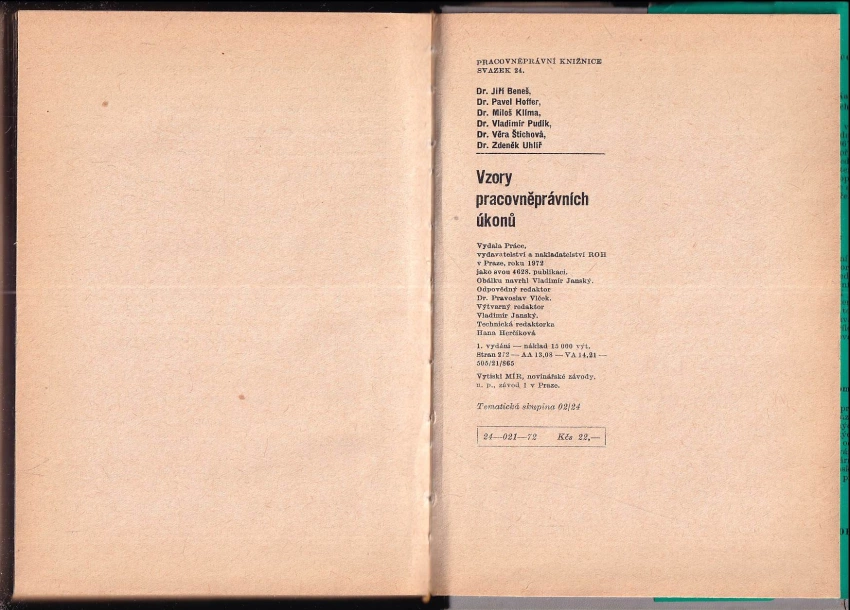 PRACOVNĚPRÁVNÍ KNIŽNICE
SVAZEK 24.
Dr. Jiří Beneš,
Dr. Pavel Hoffer,
Dr. Miloš Klíma,
Dr. Vladimír Pudík,
Dr. Věra Štichová,
Dr. Zdeněk Uhlíř
Vzory
pracovněprávních
úkonů
Vydala Práce,
vydavatelství a nakladatelství ROH
v Praze, roku 1972
jako svou 4628. publikaci.
Obálku navrhl Vladimír Janský.
Odpovědný redaktor
Dr. Pravoslav Vlček.
Výtvarný redaktor
Vladimír Janský.
Technická redaktorka
Hana Herčíková
1. vydání — náklad 15 000 výt.
Stran 272 — AA 13,08 — VA 14,21 —
505/21/865
Vytiskl MÍR, novinářské závody,
n. p., závod 1 v Praze.
Tematická skupina 02/24
24—021—72 Kčs 22,—